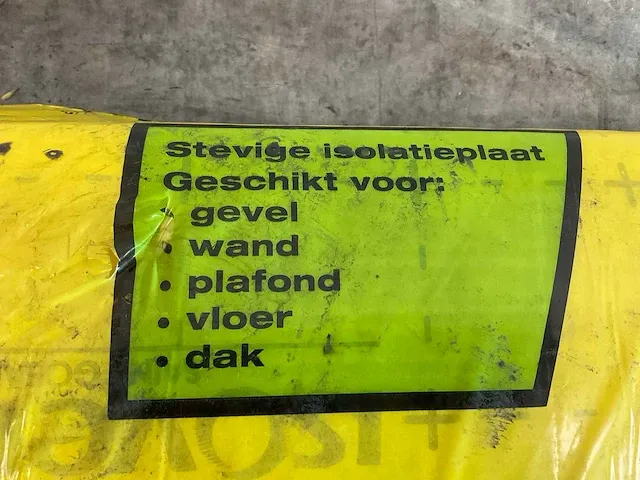 Stevige isolatieplaat
Geschikt voor:
• gevel
• wand
• plafond
• vloer
• dak